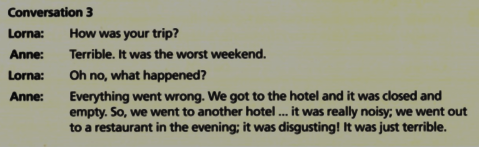 Conversation 3
Lorna: How was your trip?
Anne: Terrible. It was the worst weekend.
Lorna: Oh no, what happened?
Anne: Everything went wrong. We got to the hotel and it was closed and
empty. So, we went to another hotel ... it was really noisy; we went out
to a restaurant in the evening; it was disgusting! It was just terrible.